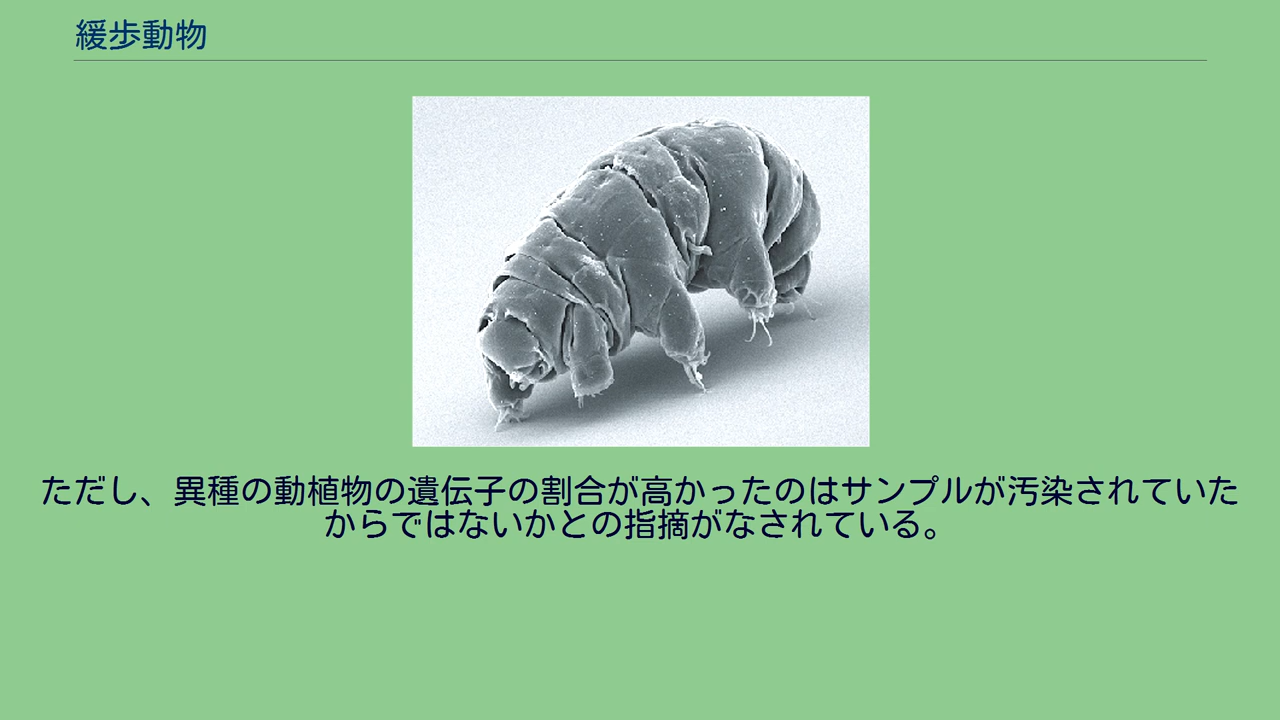 緩歩動物
ただし、異種の動植物の遺伝子の割合が高かったのはサンプルが汚染されていた
からではないかとの指摘がなされている。